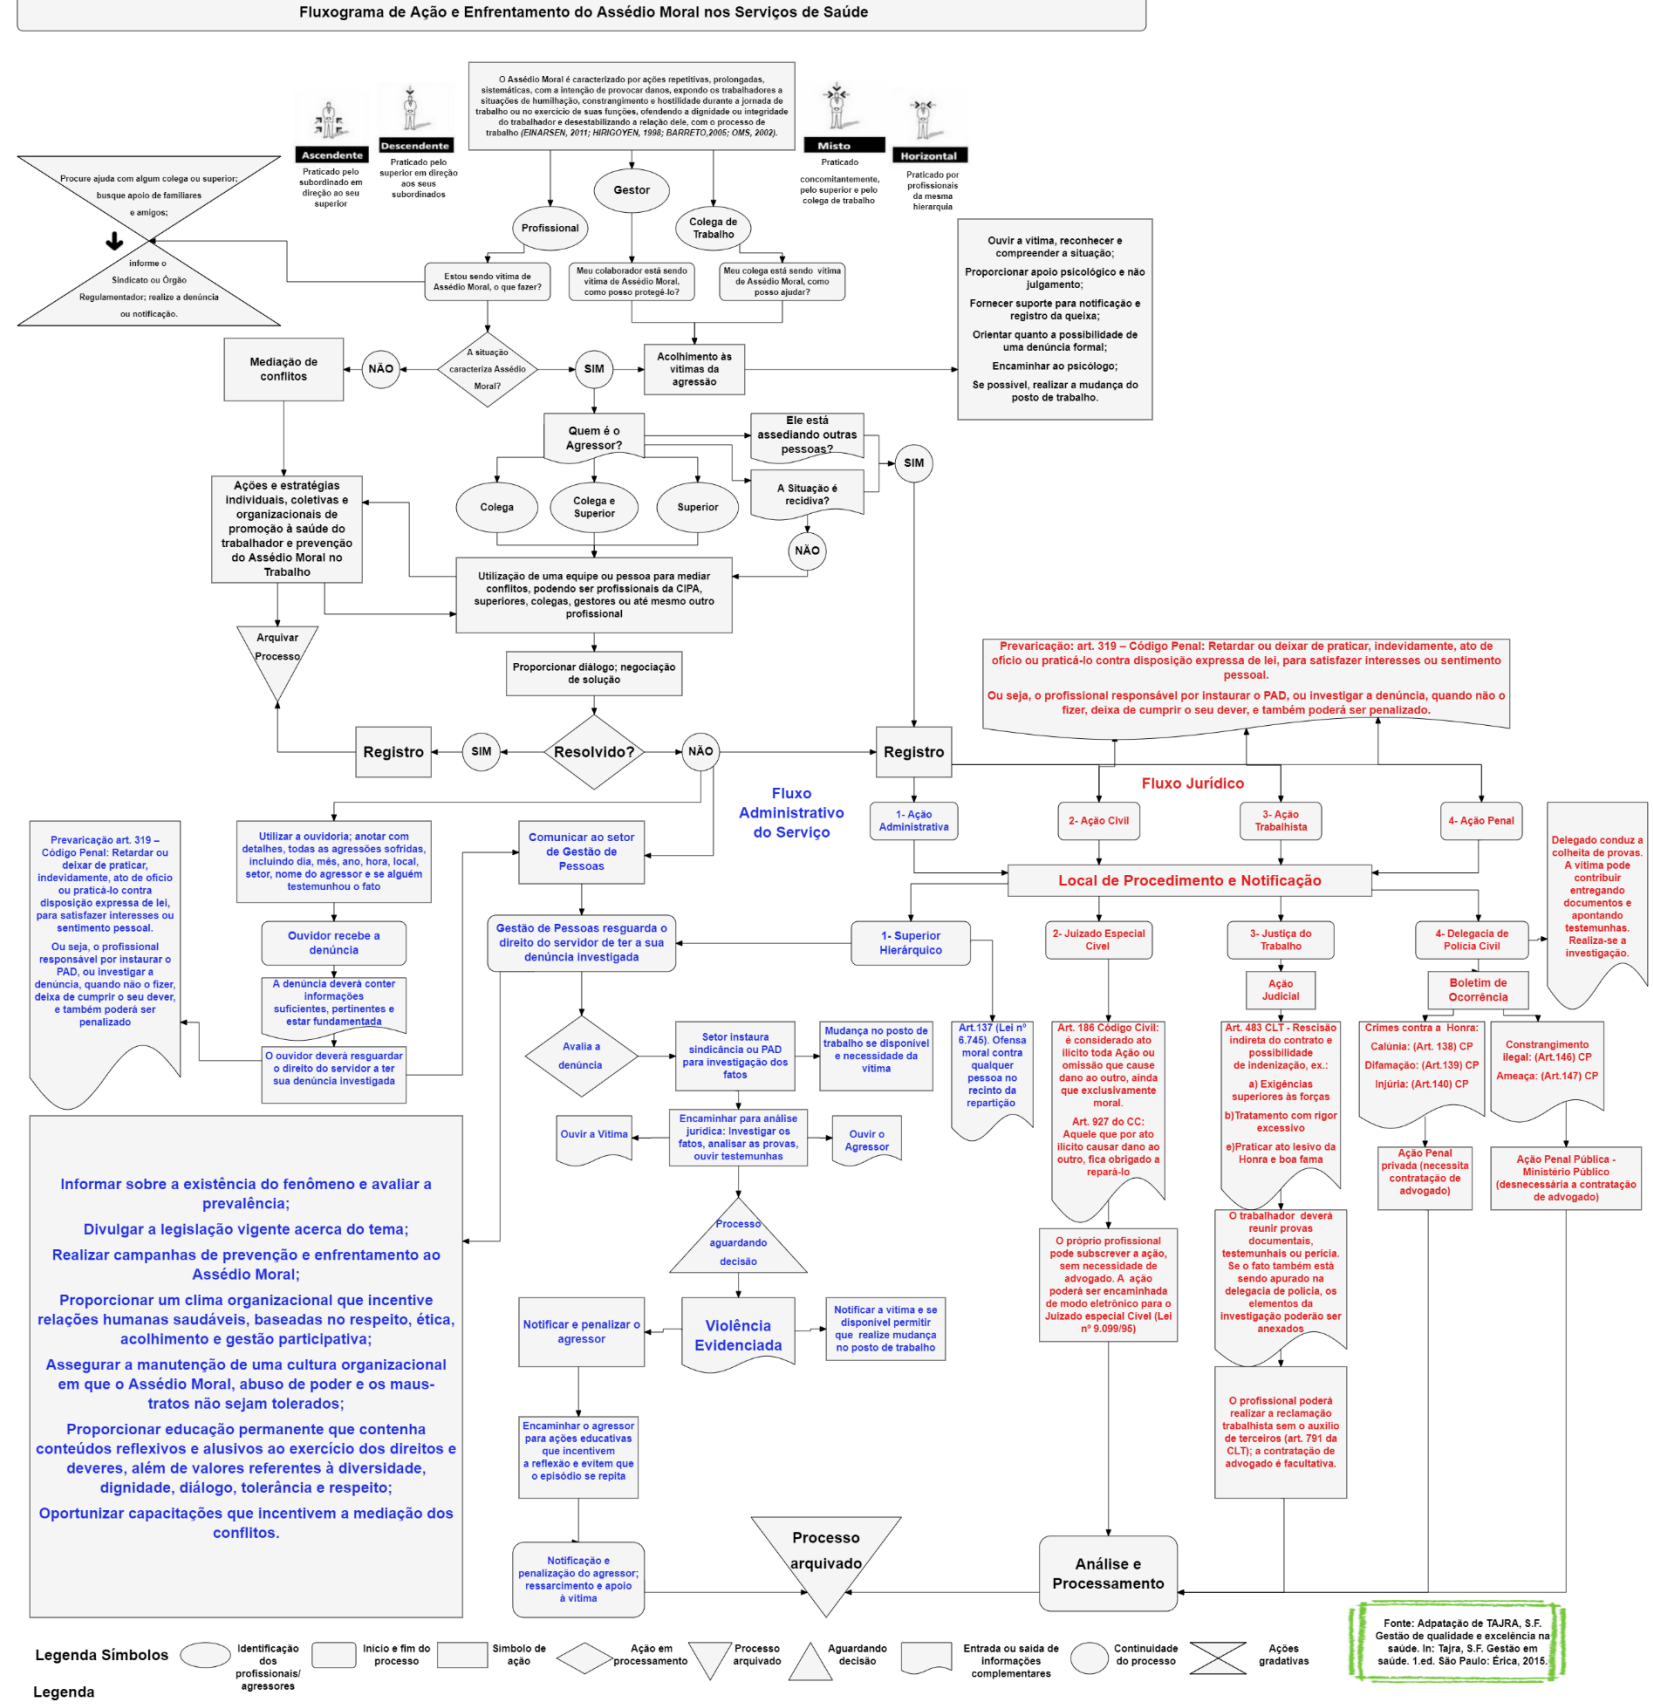 Fluxograma de Ação e Enfrentamento do Assédio Moral nos Serviços de Saúde
O Assédio Moral é caracterizado por ações repetitivas, prolongadas,
sistemáticas, com a intenção de provocar danos, expondo os trabalhadores a
situações de humilhação, constrangimento e hostilidade durante a jornada de
trabalho ou no exercício de suas funções, ofendendo a dignidade ou integridade
do trabalhador e desestabilizando a relação dele, com o processo de
trabalho (EINARSEN, 2011; HIRIGOYEN, 1998; BARRETO,2005; OMS, 2002).
Ascendente
Praticado pelo
subordinado em
direção ao seu
superior
Descendente
Praticado pelo
superior em direção
aos seus
subordinados
Misto
Praticado
concomitantemente,
pelo superior e pelo
colega de trabalho
Horizontal
Praticado por
profissionais
da mesma
hierarquia
Procure ajuda com algum colega ou superior;
busque apoio de familiares
e amigos;
informe o
Sindicato ou Órgão
Regulamentador; realize a denúncia
ou notificação.
Profissional
Gestor
Colega de
Trabalho
Estou sendo vítima de
Assédio Moral, o que fazer?
Meu colaborador está sendo
vítima de Assédio Moral,
como posso protegê-lo?
Meu colega está sendo vítima
de Assédio Moral, como
posso ajudar?
Ouvir a vítima, reconhecer e
compreender a situação;
Proporcionar apoio psicológico e não
julgamento;
Fornecer suporte para notificação e
registro da queixa;
Orientar quanto a possibilidade de
uma denúncia formal;
Encaminhar ao psicólogo;
Se possivel, realizar a mudança do
posto de trabalho.
Mediação de
conflitos
NÃO
A situação
caracteriza Assédio
Moral?
SIM
Acolhimento às
vítimas da
agressão
Quem é o
Agressor?
Ele está
assediando outras
pessoas?
SIM
A Situação é
recidiva?
NÃO
Colega
Colega e
Superior
Superior
Ações e estratégias
individuais, coletivas e
organizacionais de
promoção à saúde do
trabalhador e prevenção
do Assédio Moral no
Trabalho
Utilização de uma equipe ou pessoa para mediar
conflitos, podendo ser profissionais da CIPA,
superiores, colegas, gestores ou até mesmo outro
profissional
Arquivar
Processo
Proporcionar diálogo; negociação
de solução
Registro
SIM
Resolvido?
NÃO
Registro
Prevaricação: art. 319 – Código Penal: Retardar ou deixar de praticar, indevidamente, ato de
ofício ou praticá-lo contra disposição expressa de lei, para satisfazer interesses ou sentimento
pessoal.
Ou seja, o profissional responsável por instaurar o PAD, ou investigar a denúncia, quando não o
fizer, deixa de cumprir o seu dever, e também poderá ser penalizado.
Fluxo
Administrativo
do Serviço
Fluxo Jurídico
1- Ação
Administrativa
2- Ação Civil
3- Ação
Trabalhista
4- Ação Penal
Local de Procedimento e Notificação
Delegado conduz a
colheita de provas.
A vítima pode
contribuir
entregando
documentos e
apontando
testemunhas.
Realiza-se a
investigação.
Prevaricação art. 319 –
Código Penal: Retardar ou
deixar de praticar,
indevidamente, ato de ofício
ou praticá-lo contra
disposição expressa de lei,
para satisfazer interesses ou
sentimento pessoal.
Ou seja, o profissional
responsável por instaurar o
PAD, ou investigar a
denúncia, quando não o fizer,
deixa de cumprir o seu dever,
e também poderá ser
penalizado
Utilizar a ouvidoria; anotar com
detalhes, todas as agressões sofridas,
incluindo dia, mês, ano, hora, local,
setor, nome do agressor e se alguém
testemunhou o fato
Comunicar ao setor
de Gestão de
Pessoas
Ouvidor recebe a
denúncia
A denúncia deverá conter
informações
suficientes, pertinentes e
estar fundamentada
O ouvidor deverá resguardar
o direito do servidor a ter
sua denúncia investigada
Gestão de Pessoas resguarda o
direito do servidor de ter a sua
denúncia investigada
1- Superior
Hierárquico
2- Juizado Especial
Cível
3- Justiça do
Trabalho
4- Delegacia de
Polícia Civil
Ação
Judicial
Boletim de
Ocorrência
Avalia a
denúncia
Setor instaura
sindicância ou PAD
para investigação dos
fatos
Mudança no posto de
trabalho se disponível
e necessidade da
vítima
Art.137 (Lei nº
6.745). Ofensa
moral contra
qualquer
pessoa no
recinto da
repartição
Art. 186 Código Civil:
é considerado ato
ilícito toda Ação ou
omissão que cause
dano ao outro, ainda
que exclusivamente
moral.
Art. 927 do CC:
Aquele que por ato
ilícito causar dano ao
outro, fica obrigado a
repará-lo
Art. 483 CLT - Rescisão
indireta do contrato e
possibilidade
de indenização, ex.:
a) Exigências
superiores às forças
b)Tratamento com rigor
excessivo
e)Praticar ato lesivo da
Honra e boa fama
Crimes contra a Honra:
Calúnia: (Art. 138) CP
Difamação: (Art.139) CP
Injúria: (Art.140) CP
Constrangimento
ilegal: (Art.146) CP
Ameaça: (Art.147) CP
Ouvir a Vítima
Encaminhar para análise
jurídica: Investigar os
fatos, analisar as provas,
ouvir testemunhas
Ouvir o
Agressor
Ação Penal
privada (necessita
contratação de
advogado)
Ação Penal Pública -
Ministério Público
(desnecessária a contratação
de advogado)
Informar sobre a existência do fenômeno e avaliar a
prevalência;
Divulgar a legislação vigente acerca do tema;
Realizar campanhas de prevenção e enfrentamento ao
Assédio Moral;
Proporcionar um clima organizacional que incentive
relações humanas saudáveis, baseadas no respeito, ética,
acolhimento e gestão participativa;
Assegurar a manutenção de uma cultura organizacional
em que o Assédio Moral, abuso de poder e os maus-
tratos não sejam tolerados;
Proporcionar educação permanente que contenha
conteúdos reflexivos e alusivos ao exercício dos direitos e
deveres, além de valores referentes à diversidade,
dignidade, diálogo, tolerância e respeito;
Oportunizar capacitações que incentivem a mediação dos
conflitos.
Processo
aguardando
decisão
O próprio profissional
pode subscrever a ação,
sem necessidade de
advogado. A ação
poderá ser encaminhada
de modo eletrônico para o
Juizado especial Cível (Lei
nº 9.099/95)
O trabalhador deverá
reunir provas
documentais,
testemunhais ou perícia.
Se o fato também está
sendo apurado na
delegacia de polícia, os
elementos da
investigação poderão ser
anexados
Notificar e penalizar o
agressor
Violência
Evidenciada
Notificar a vítima e se
disponível permitir
que realize mudança
no posto de trabalho
O profissional poderá
realizar a reclamação
trabalhista sem o auxílio
de terceiros (art. 791 da
CLT); a contratação de
advogado é facultativa.
Encaminhar o agressor
para ações educativas
que incentivem
a reflexão e evitem que
o episódio se repita
Notificação e
penalização do agressor;
ressarcimento e apoio
à vítima
Processo
arquivado
Análise e
Processamento
Fonte: Adpatação de TAJRA, S.F.
Gestão de qualidade e excelência na
saúde. In: Tajra, S.F. Gestão em
saúde. 1.ed. São Paulo: Érica, 2015.
Legenda Símbolos
Identificação
dos
profissionais/
agressores
Início e fim do
processo
Símbolo de
ação
Ação em
processamento
Processo
arquivado
Aguardando
decisão
Entrada ou saída de
informações
complementares
Continuidade
do processo
Ações
gradativas
Legenda